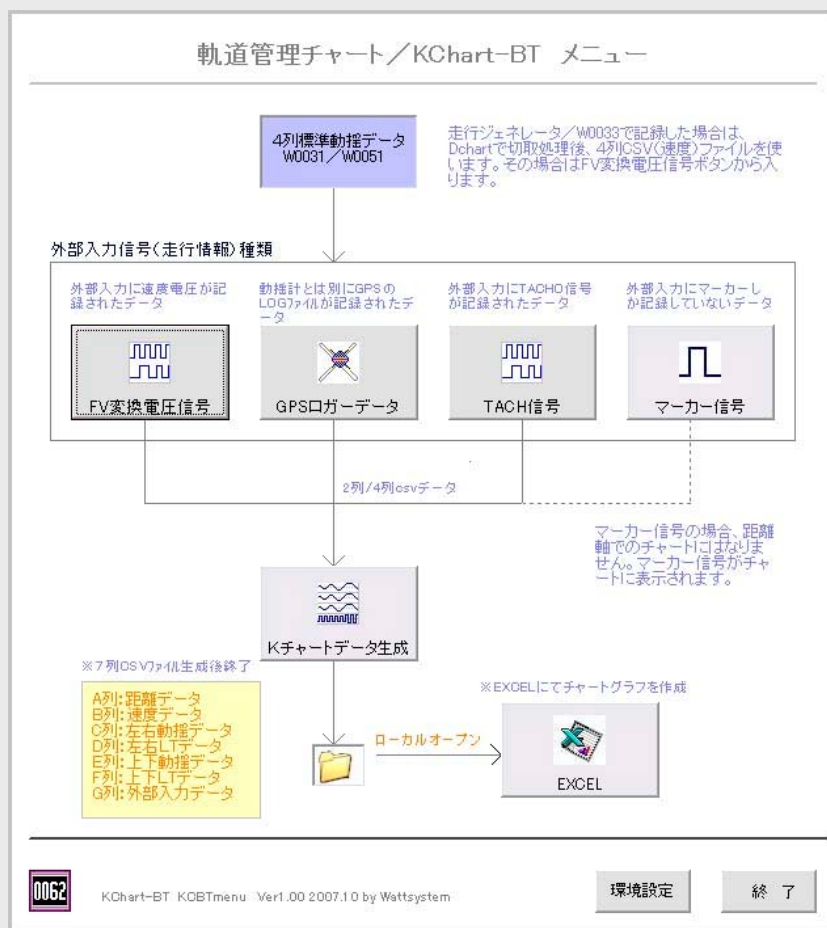 軌道管理チャート／KChart-BT　メニュー
4列標準動揺データ
W0031／W0051
走行ジェネレータ／W0033で記録した場合は、
Dchartで切取処理後、4列CSV(速度)ファイルを使
います。その場合はFV変換電圧信号ボタンから入
ります。
外部入力信号(走行情報)種類
外部入力に速度電圧が記
録されたデータ
動揺計とは別にGPSの
LOGファイルが記録されたデ
ータ
外部入力にTACHO信号
が記録されたデータ
外部入力にマーカーし
か記録していないデータ
FV変換電圧信号
GPSロガーデータ
TACH信号
マーカー信号
2列/4列csvデータ
マーカー信号の場合、距離
軸でのチャートにはなりま
せん。マーカー信号がチャ
ートに表示されます。
Kチャートデータ生成
※7列CSVファイル生成後終了
A列:距離データ
B列:速度データ
C列:左右動揺データ
D列:左右LTデータ
E列:上下動揺データ
F列:上下LTデータ
G列:外部入力データ
ローカルオープン
※EXCELにてチャートグラフを作成
EXCEL
0062
KChart-BT KCBTmenu Ver1.00 2007.10 by Wattsystem
環境設定
終 了